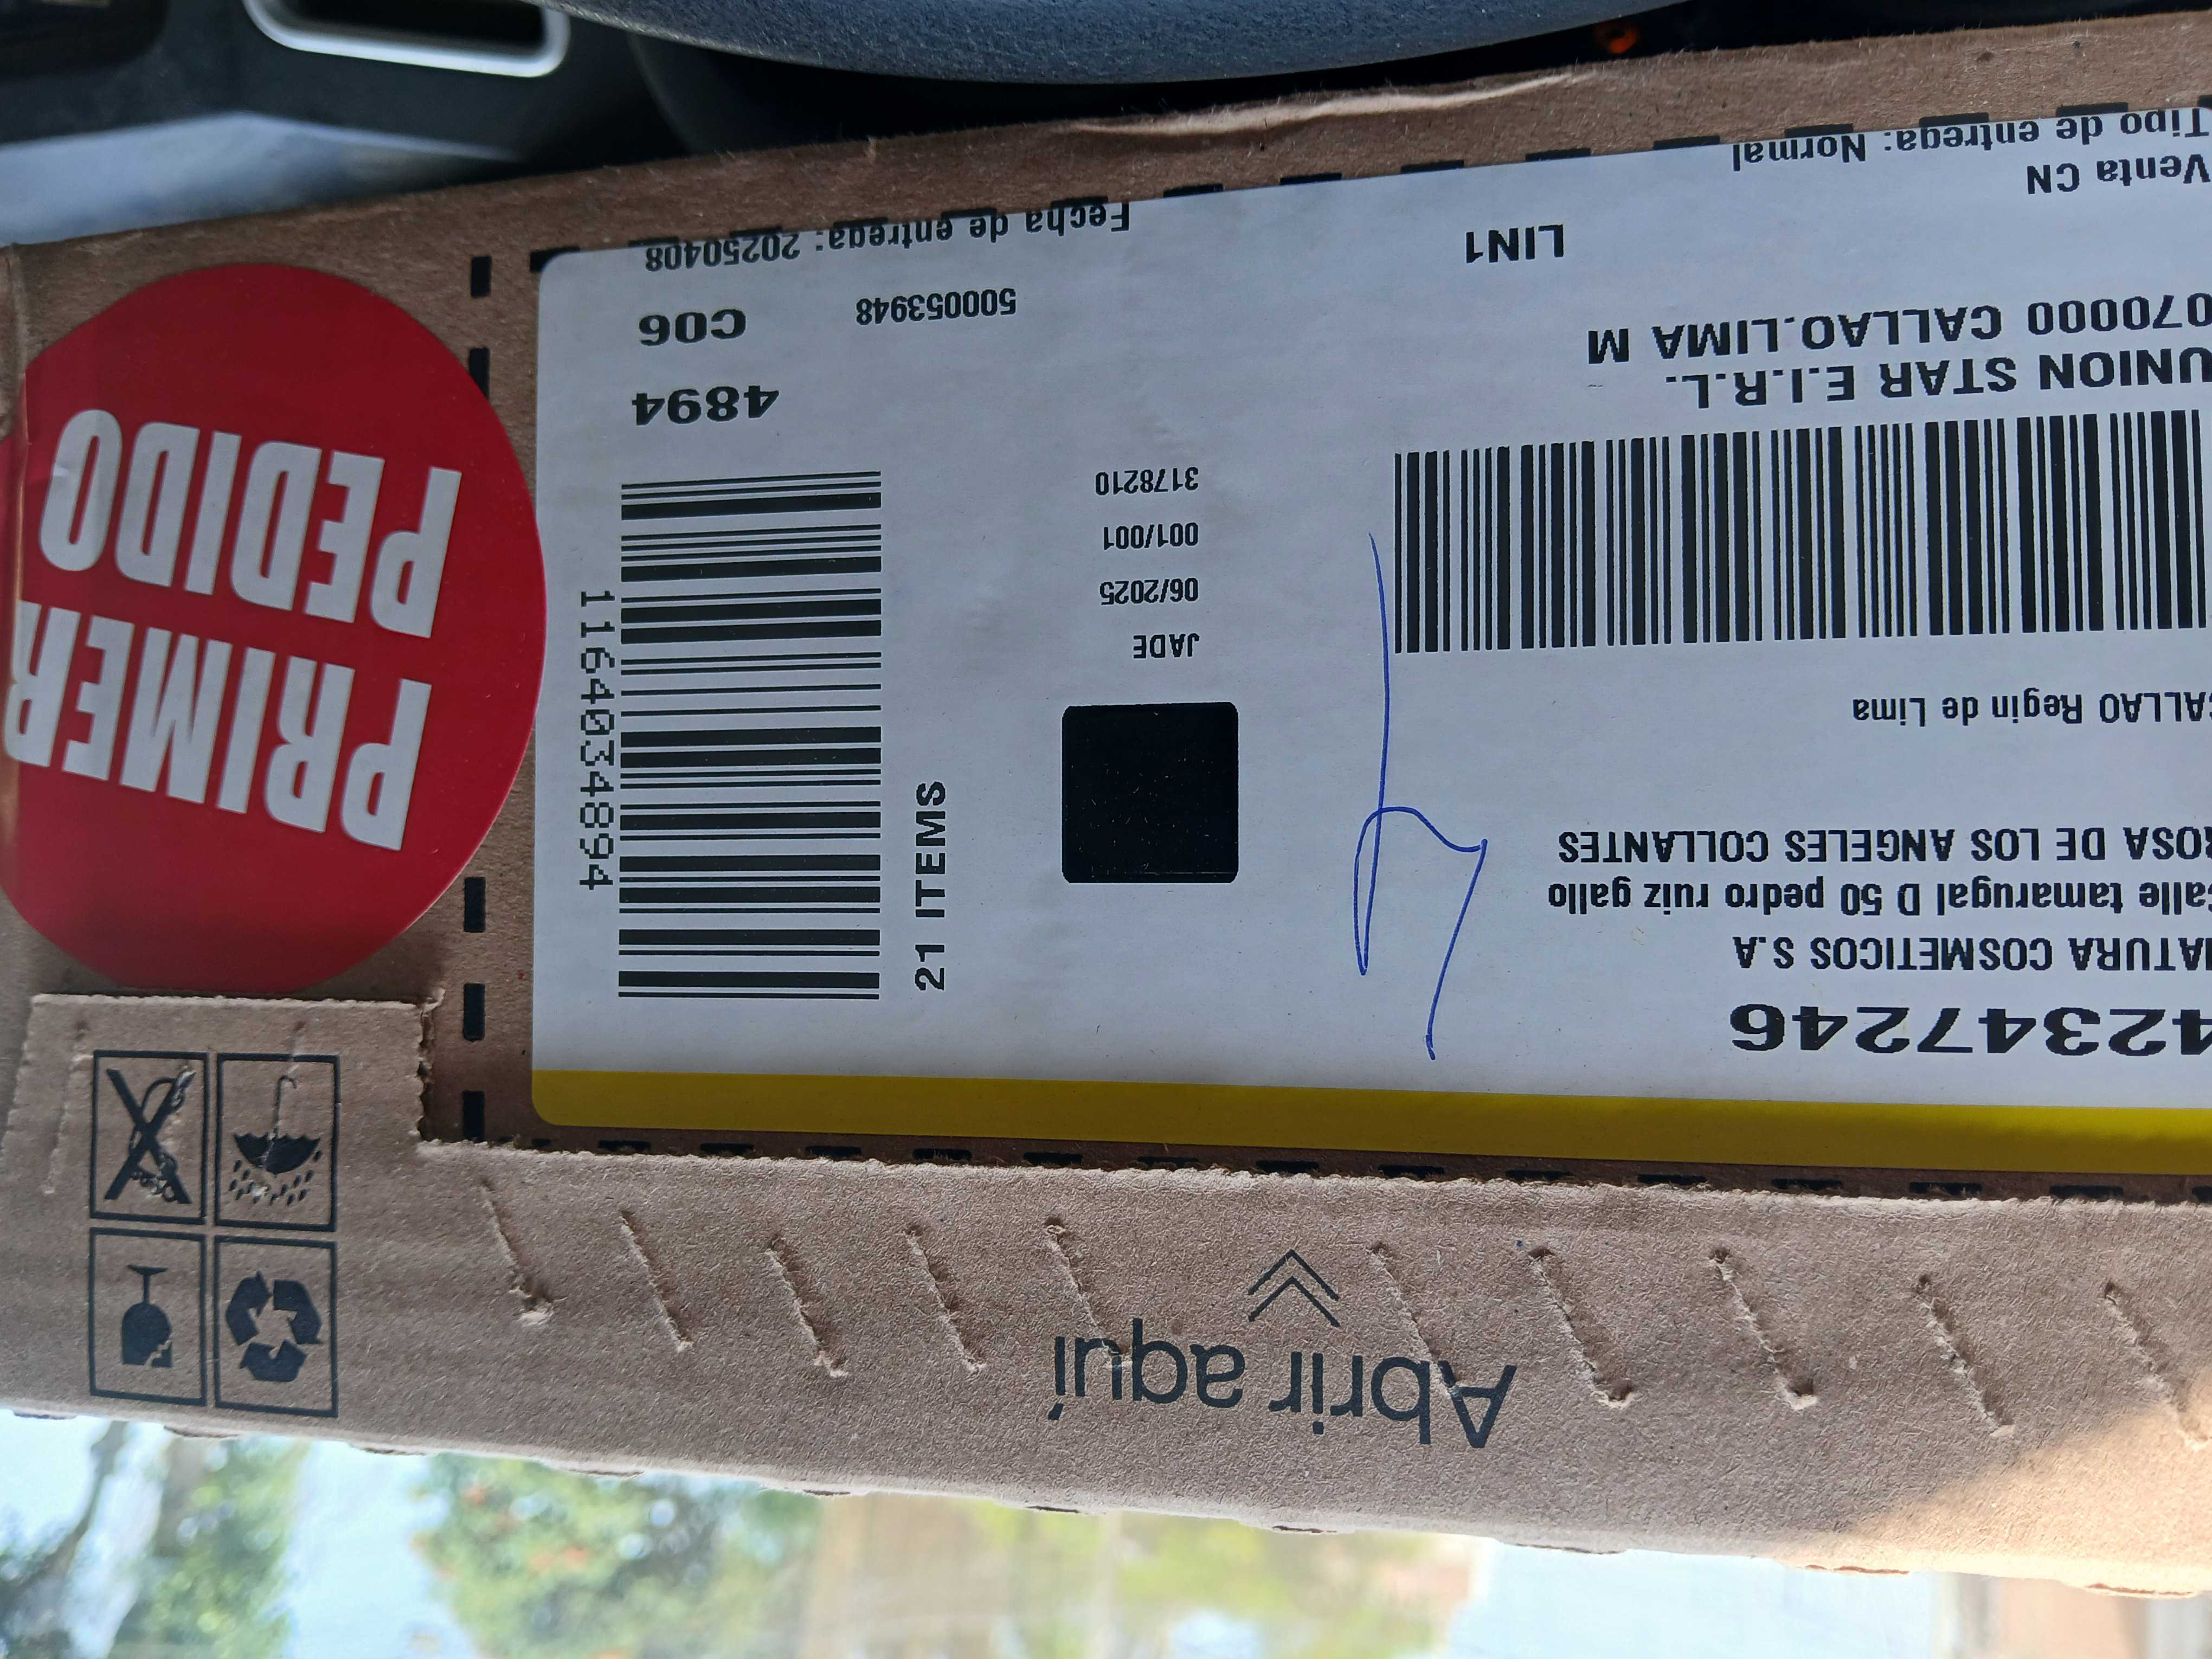 Abrir aquí
42347246
NATURA COSMETICOS S.A
Calle tamarugal D 50 pedro ruiz gallo
ROSA DE LOS ANGELES COLLANTES
CALLAO Regin de Lima
UNION STAR E.I.R.L.
070000 CALLAO.LIMA M
LIN1
Venta CN
Tipo de entrega: Normal
JADE
06/2025
001/001
3178210
21 ITEMS
1164034894
4894
C06
500053948
Fecha de entrega: 20250408
PRIMER
PEDIDO